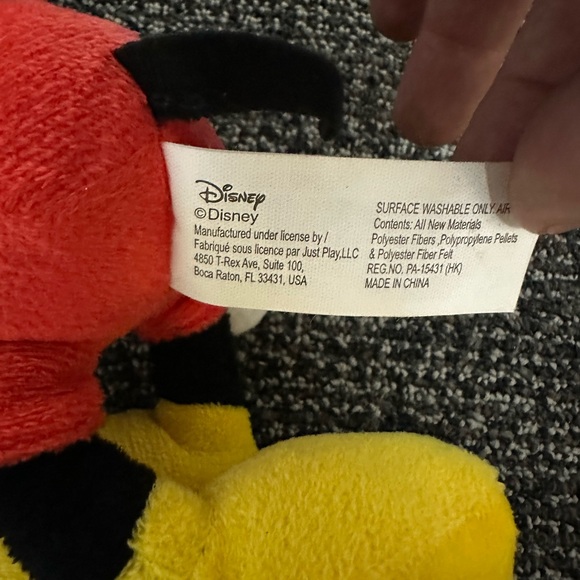 Disney
©Disney
Manufactured under license by /
Fabriqué sous licence par Just Play,LLC
4850 T-Rex Ave, Suite 100,
Boca Raton, FL 33431, USA
SURFACE WASHABLE ONLY. AIR
Contents: All New Materials
Polyester Fibers ,Polypropylene Pellets
& Polyester Fiber Felt
REG.NO. PA-15431 (HK)
MADE IN CHINA